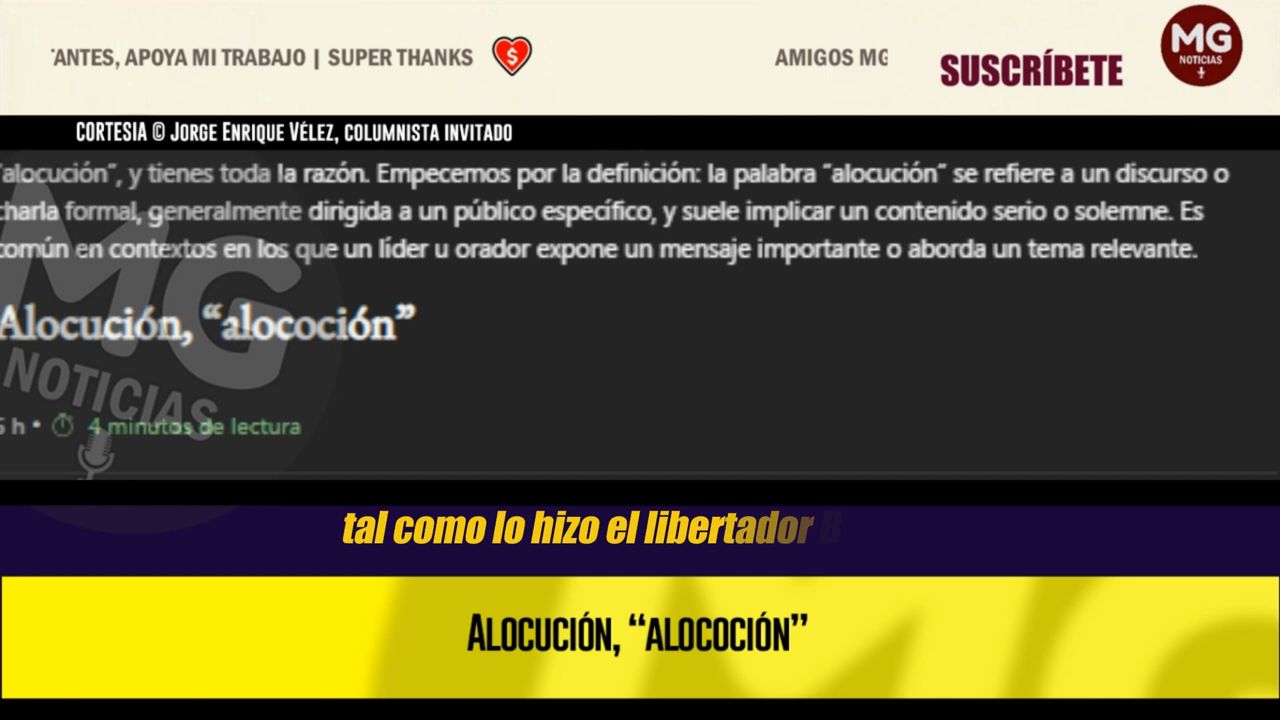 TANTES, APOYA MI TRABAJO | SUPER THANKS
AMIGOS MG
SUSCRÍBETE
MG
NOTICIAS
CORTESIA © JORGE ENRIQUE VÉLEZ, COLUMNISTA INVITADO
"alocución", y tienes toda la razón. Empecemos por la definición: la palabra "alocución" se refiere a un discurso o
charla formal, generalmente dirigida a un público específico, y suele implicar un contenido serio o solemne. Es
común en contextos en los que un líder u orador expone un mensaje importante o aborda un tema relevante.
Alocución, “alococión”
MG
NOTICIAS
5 h • 4 minutos de lectura
tal como lo hizo el libertador B
ALOCUCIÓN, “ALOCOCIÓN”